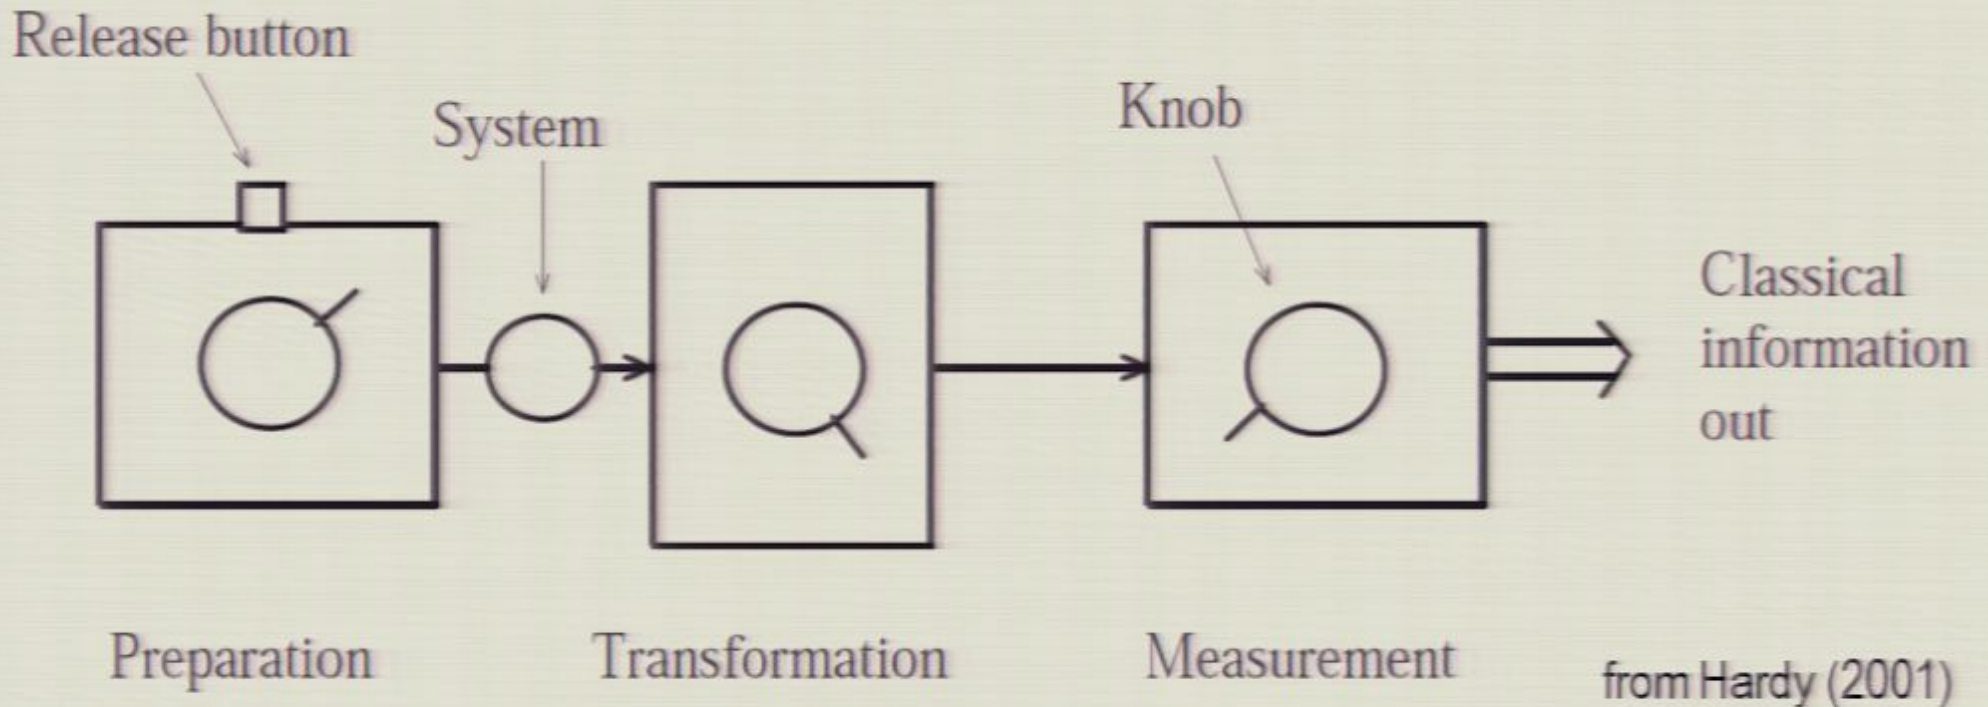 Release button
System
Knob
Classical
information
out
Preparation
Transformation
Measurement
from Hardy (2001)